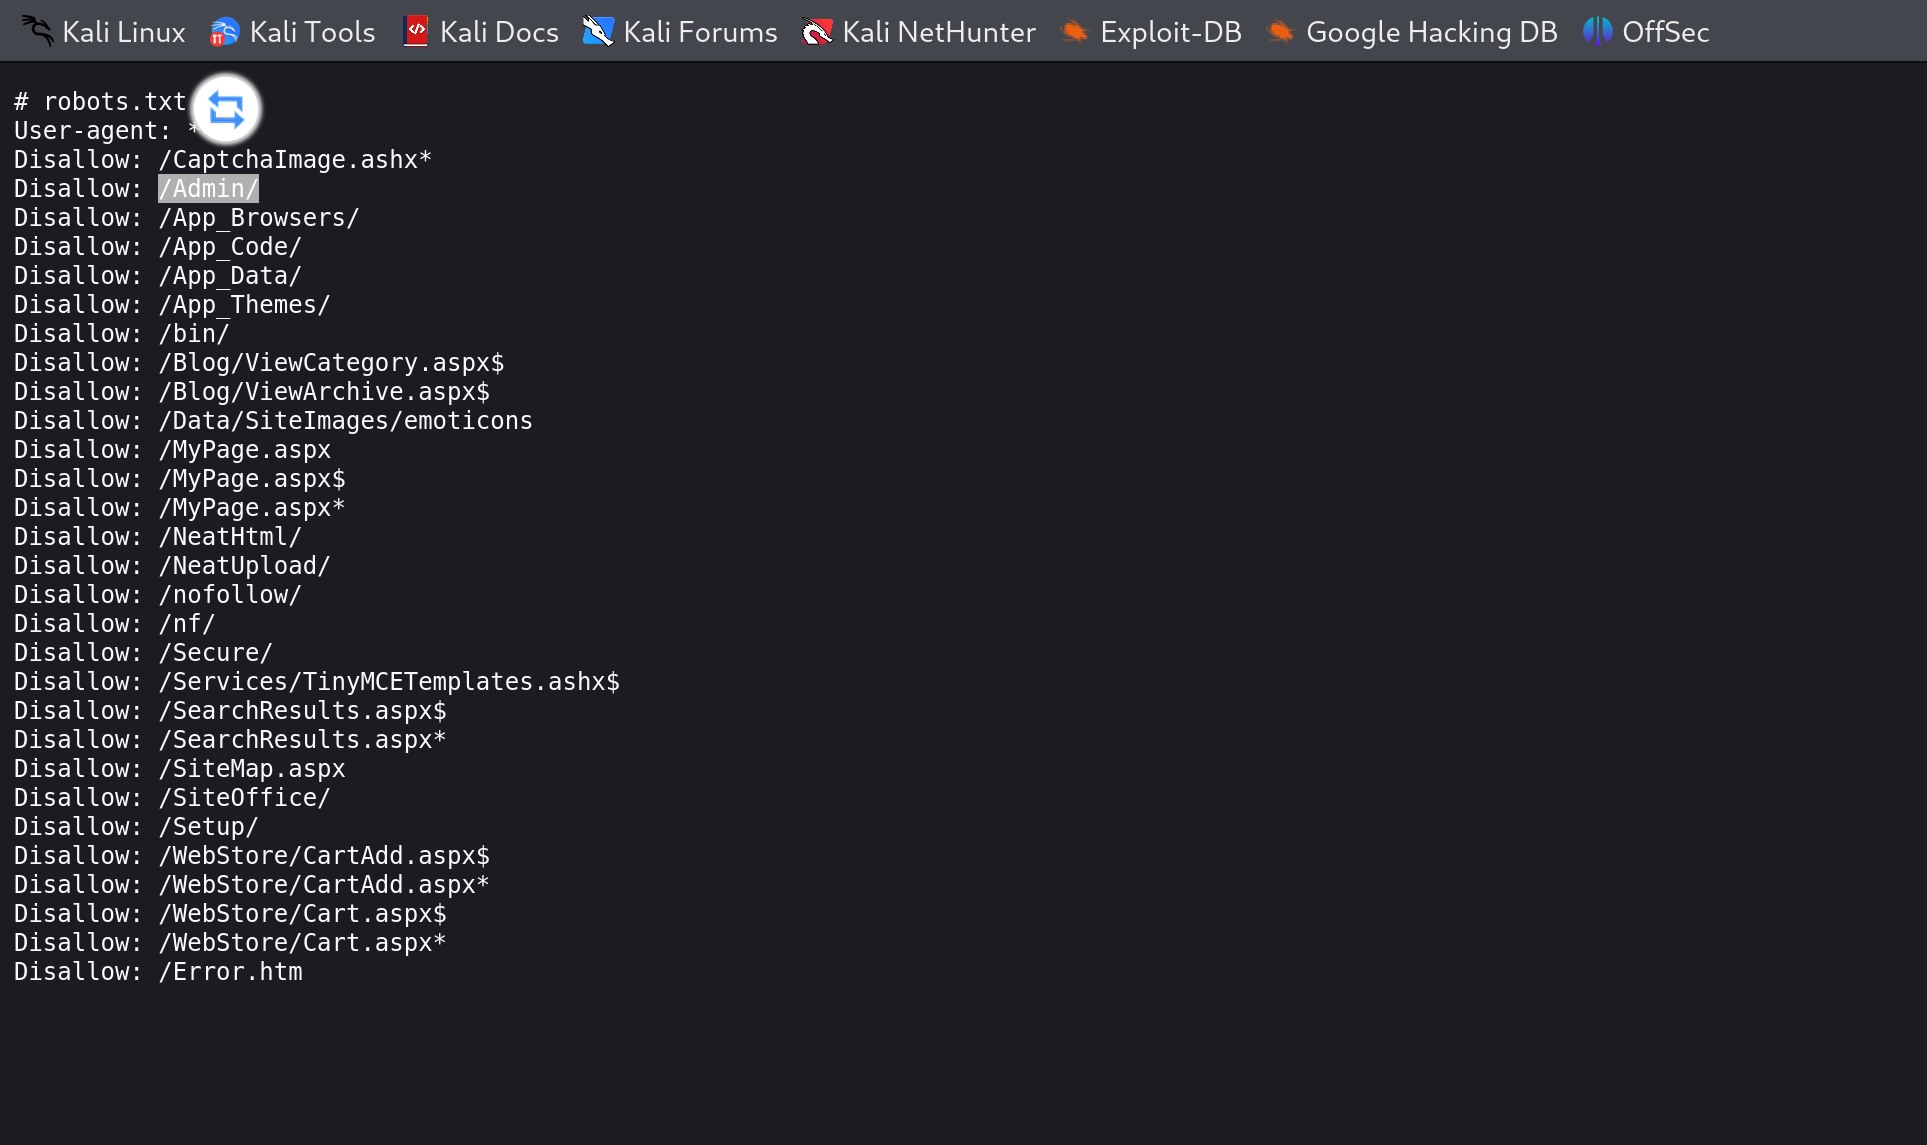 Kali Linux Kali Tools Kali Docs Kali Forums Kali NetHunter Exploit-DB Google Hacking DB OffSec
# robots.txt
User-agent: *
Disallow: /CaptchaImage.ashx*
Disallow: /Admin/
Disallow: /App_Browsers/
Disallow: /App_Code/
Disallow: /App_Data/
Disallow: /App_Themes/
Disallow: /bin/
Disallow: /Blog/ViewCategory.aspx$
Disallow: /Blog/ViewArchive.aspx$
Disallow: /Data/SiteImages/emoticons
Disallow: /MyPage.aspx
Disallow: /MyPage.aspx$
Disallow: /MyPage.aspx*
Disallow: /NeatHtml/
Disallow: /NeatUpload/
Disallow: /nofollow/
Disallow: /nf/
Disallow: /Secure/
Disallow: /Services/TinyMCETemplates.ashx$
Disallow: /SearchResults.aspx$
Disallow: /SearchResults.aspx*
Disallow: /SiteMap.aspx
Disallow: /SiteOffice/
Disallow: /Setup/
Disallow: /WebStore/CartAdd.aspx$
Disallow: /WebStore/CartAdd.aspx*
Disallow: /WebStore/Cart.aspx$
Disallow: /WebStore/Cart.aspx*
Disallow: /Error.htm